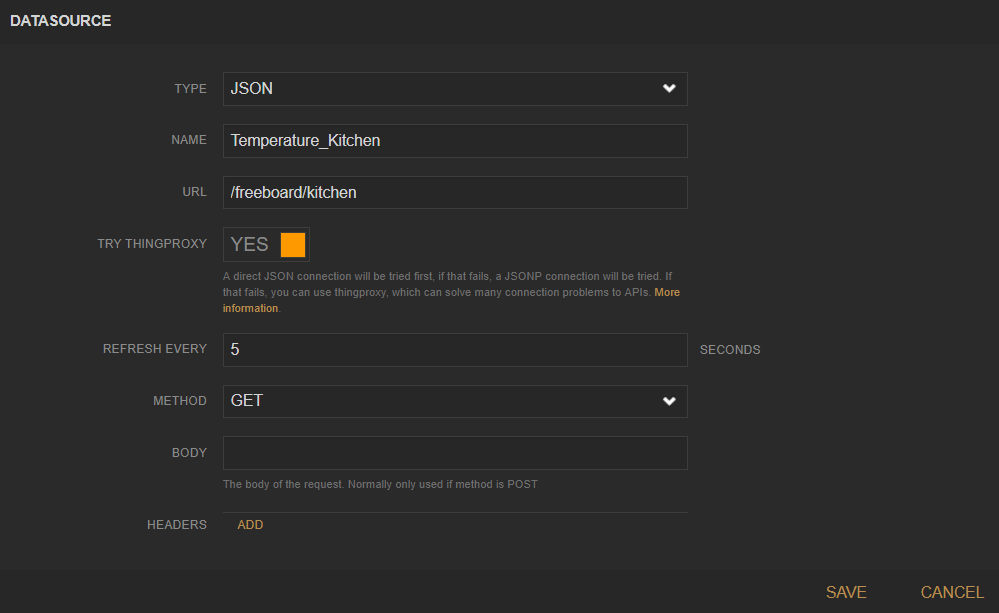 DATASOURCE
TYPE JSON
NAME Temperature_Kitchen
URL /freeboard/kitchen
TRY THINGPROXY YES
A direct JSON connection will be tried first, if that fails, a JSONP connection will be tried. If
that fails, you can use thingproxy, which can solve many connection problems to APIs. More
information.
REFRESH EVERY 5 SECONDS
METHOD GET
BODY
The body of the request. Normally only used if method is POST
HEADERS ADD
SAVE CANCEL